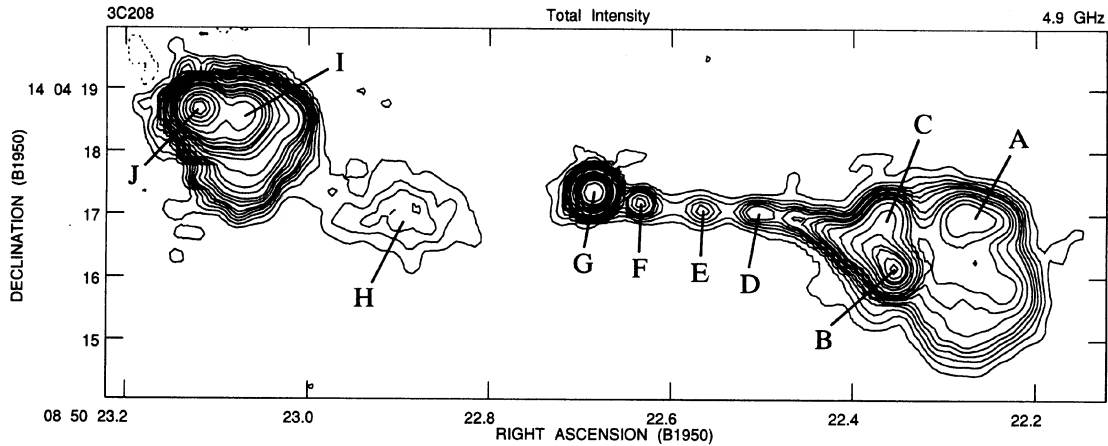 3C208 Total Intensity 4.9 GHz
I
14 04 19
C A
18
J
17
G F E D
16
H
B
15
08 50 23.2 23.0 22.8 22.6 22.4 22.2
RIGHT ASCENSION (B1950)
DECLINATION (B1950)